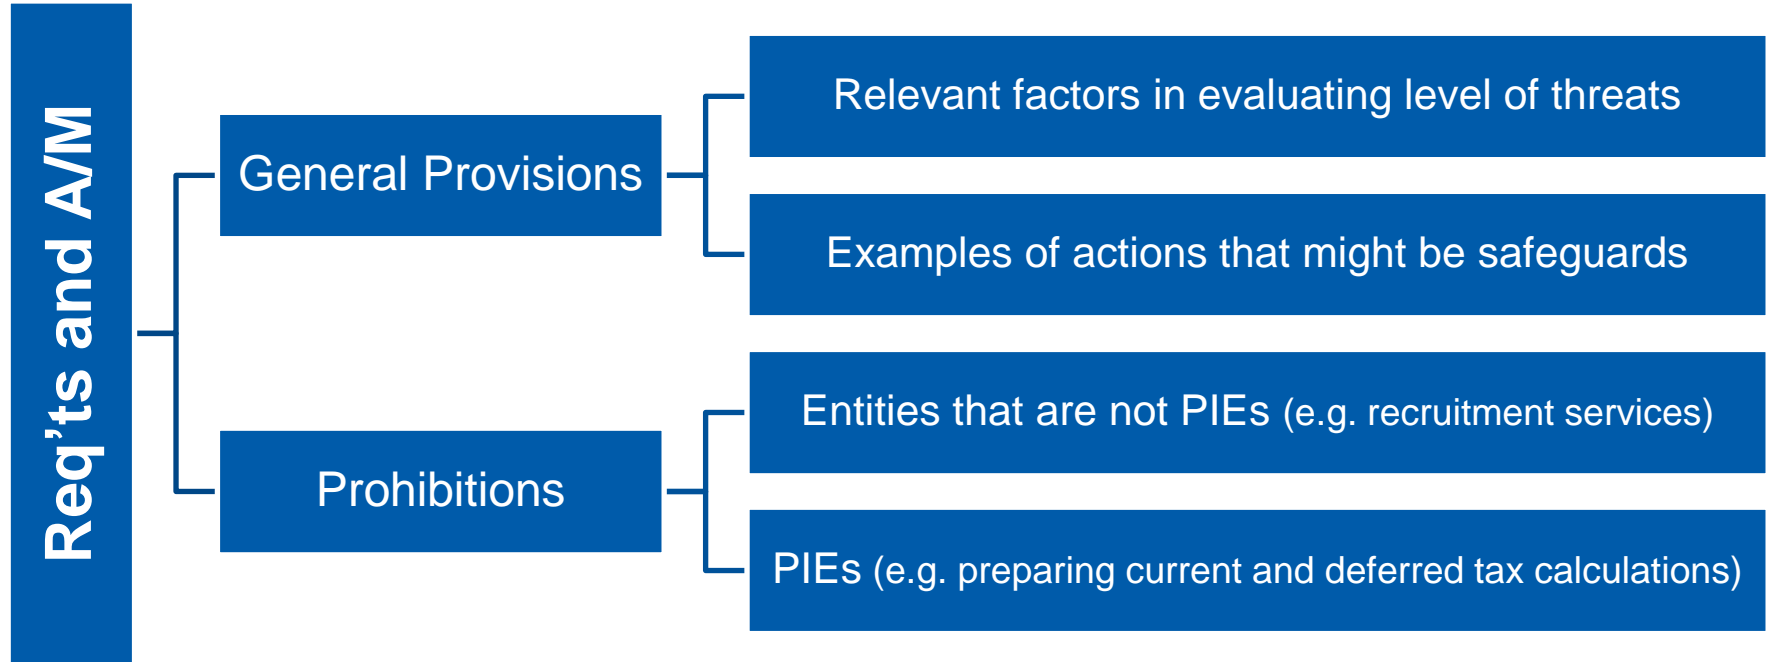 Req’ts and A/M
General Provisions
Relevant factors in evaluating level of threats
Examples of actions that might be safeguards
Prohibitions
Entities that are not PIEs (e.g. recruitment services)
PIEs (e.g. preparing current and deferred tax calculations)